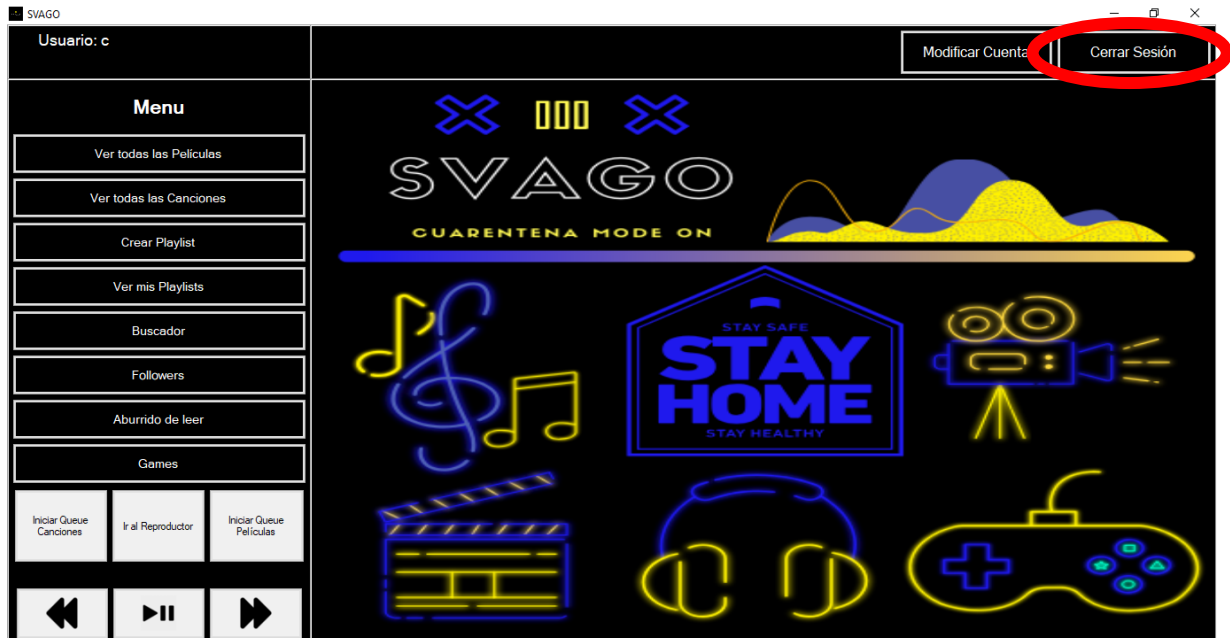 SVAGO
Usuario: c
Modificar Cuenta
Cerrar Sesión
Menu
Ver todas las Películas
Ver todas las Canciones
Crear Playlist
Ver mis Playlists
Buscador
Followers
Aburrido de leer
Games
Iniciar Queue
Canciones
Ir al Reproductor
Iniciar Queue
Películas
SVAGO
CUARENTENA MODE ON
STAY SAFE
STAY
HOME
STAY HEALTHY